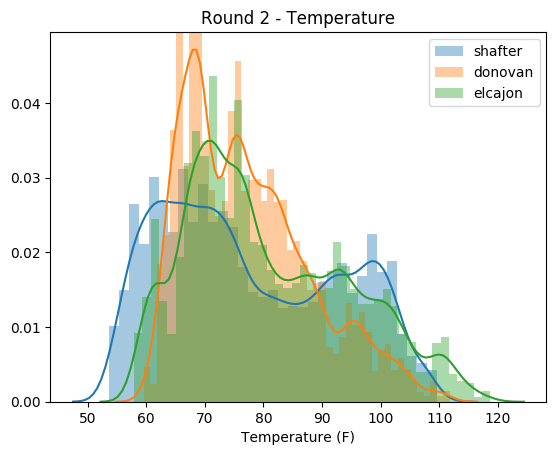 Round 2 - Temperature
shafter
donovan
elcajon
0.04
0.03
0.02
0.01
0.00
50 60 70 80 90 100 110 120
Temperature (F)